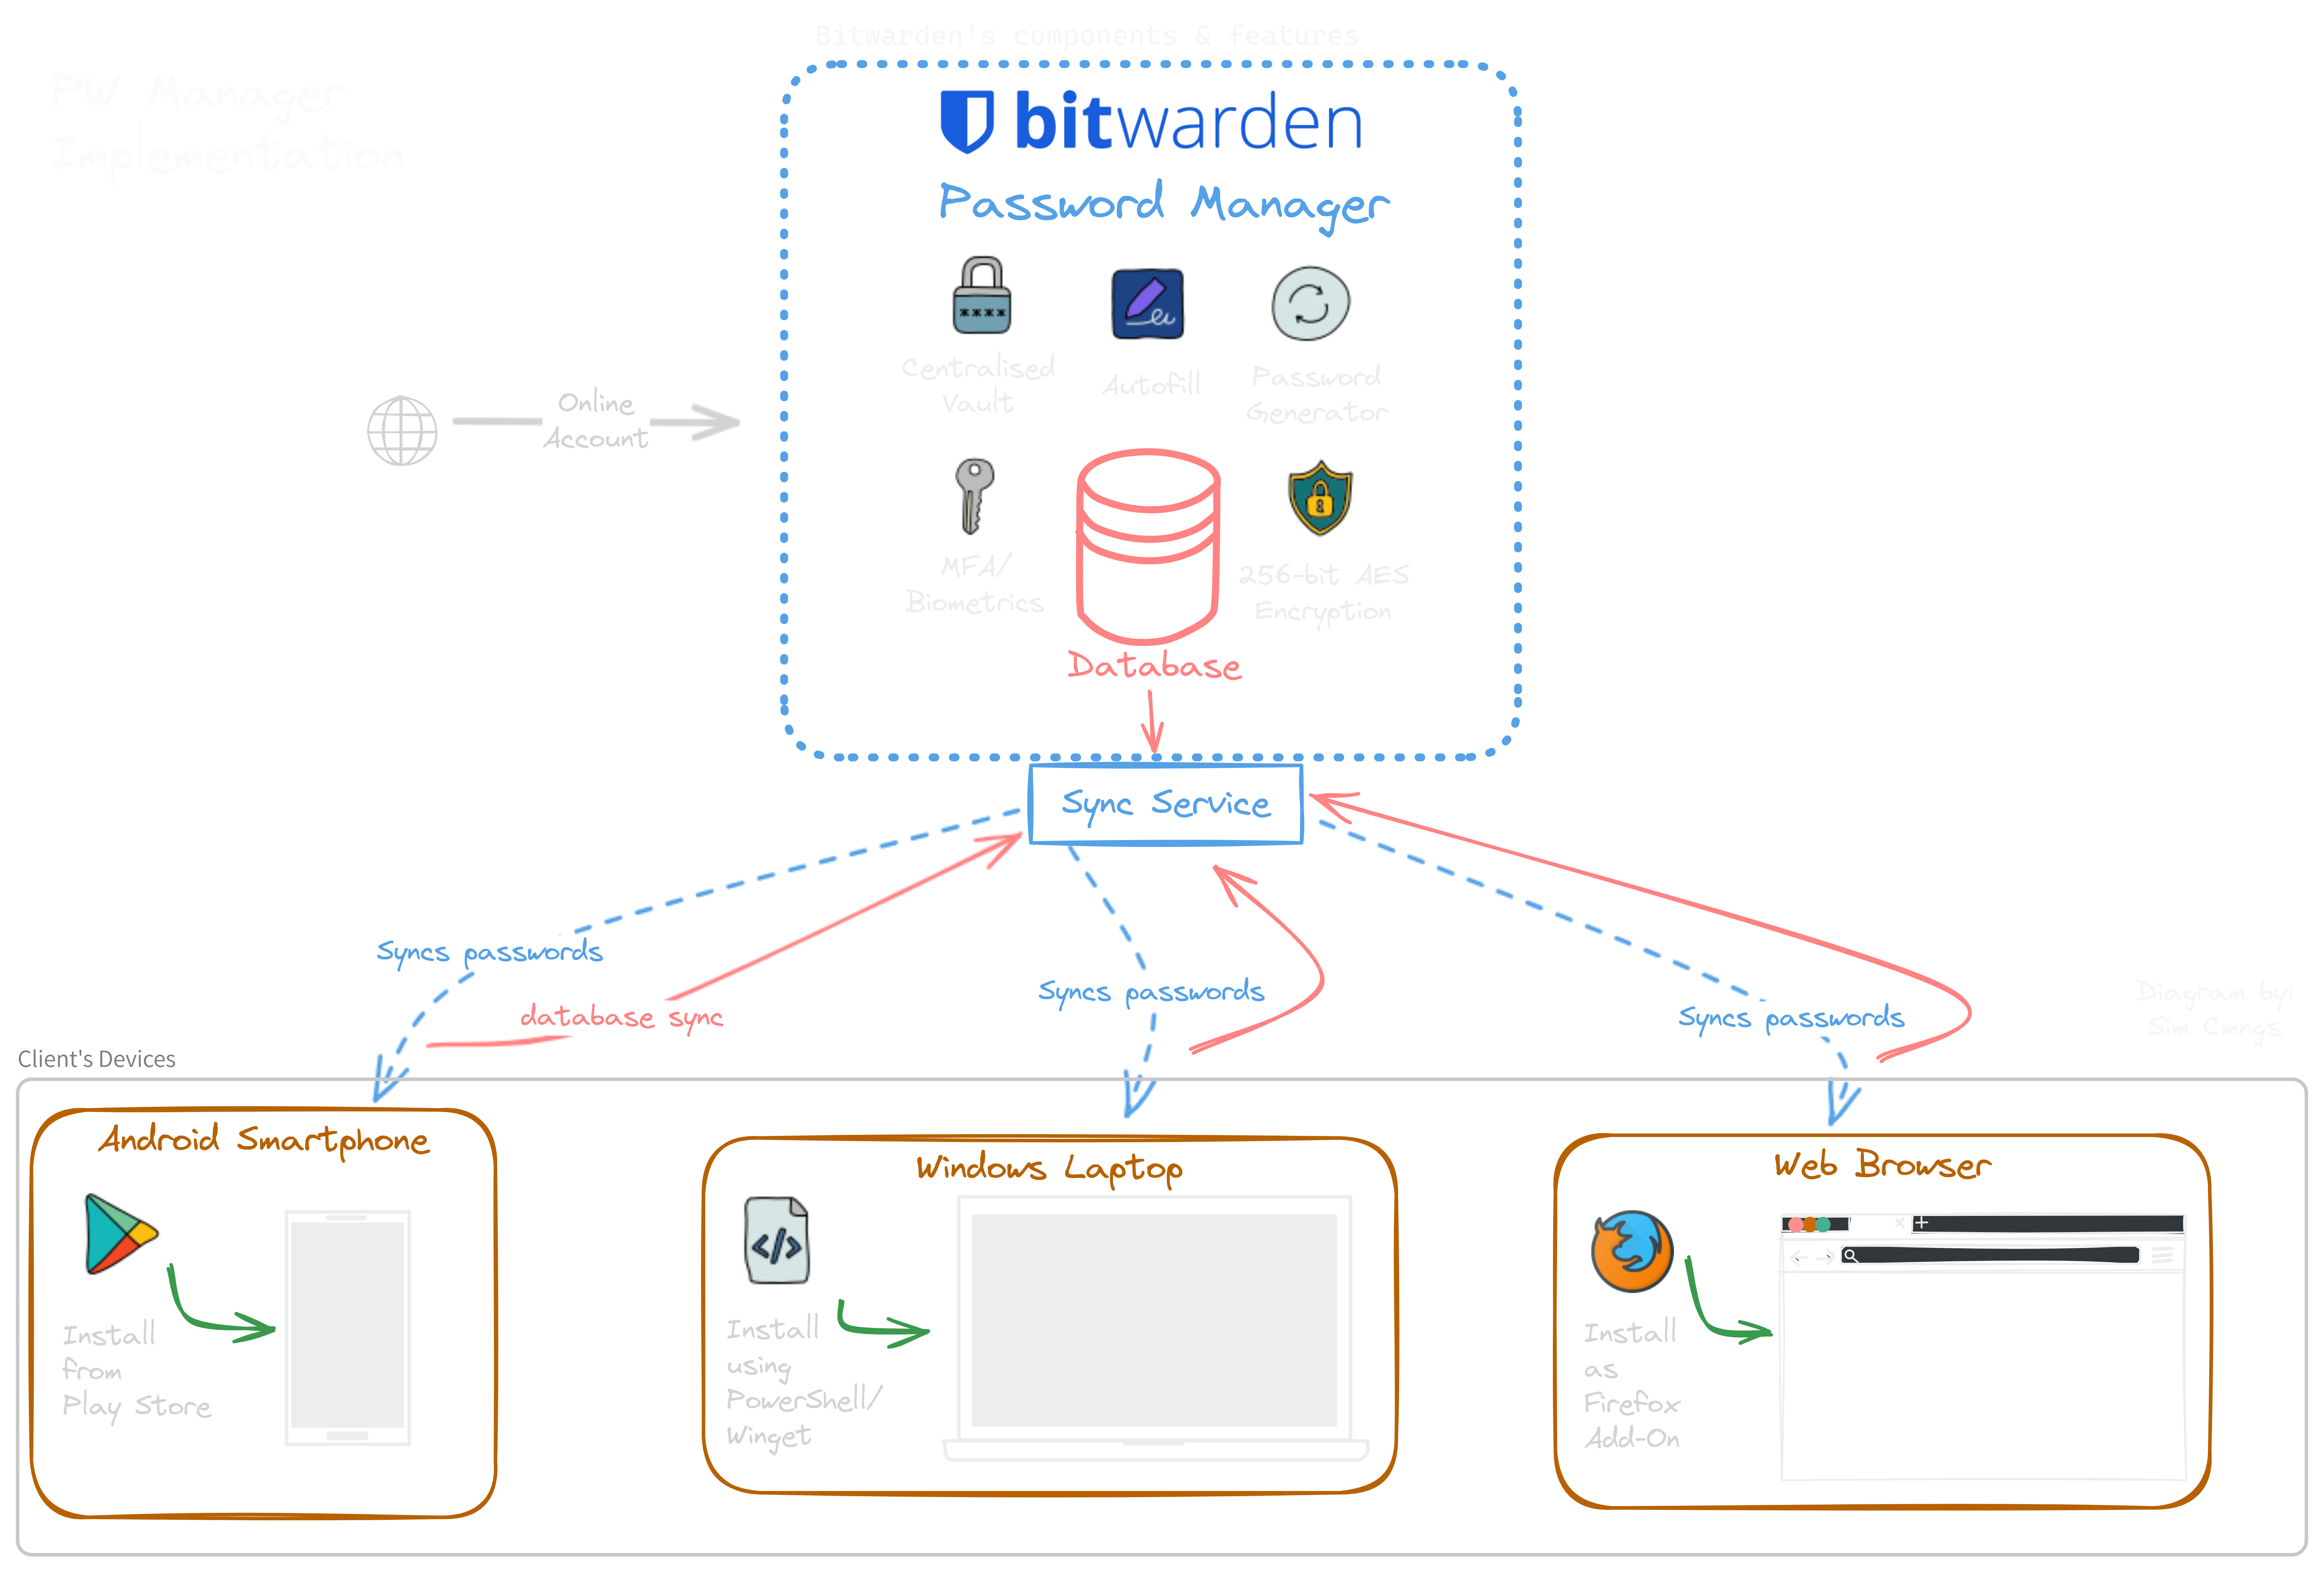 Bitwarden's components & features
PW Manager
Implementation
bitwarden
Password Manager
****
Centralised
Vault
Autofill
Password
Generator
Online
Account
MFA/
Biometrics
256-bit AES
Encryption
Database
Sync Service
Syncs passwords
database sync
Syncs passwords
Syncs passwords
Diagram by:
Sim Cmngs
Client's Devices
Android Smartphone
Install
from
Play Store
Windows Laptop
</>
Install
using
PowerShell/
Winget
Web Browser
Install
as
Firefox
Add-On